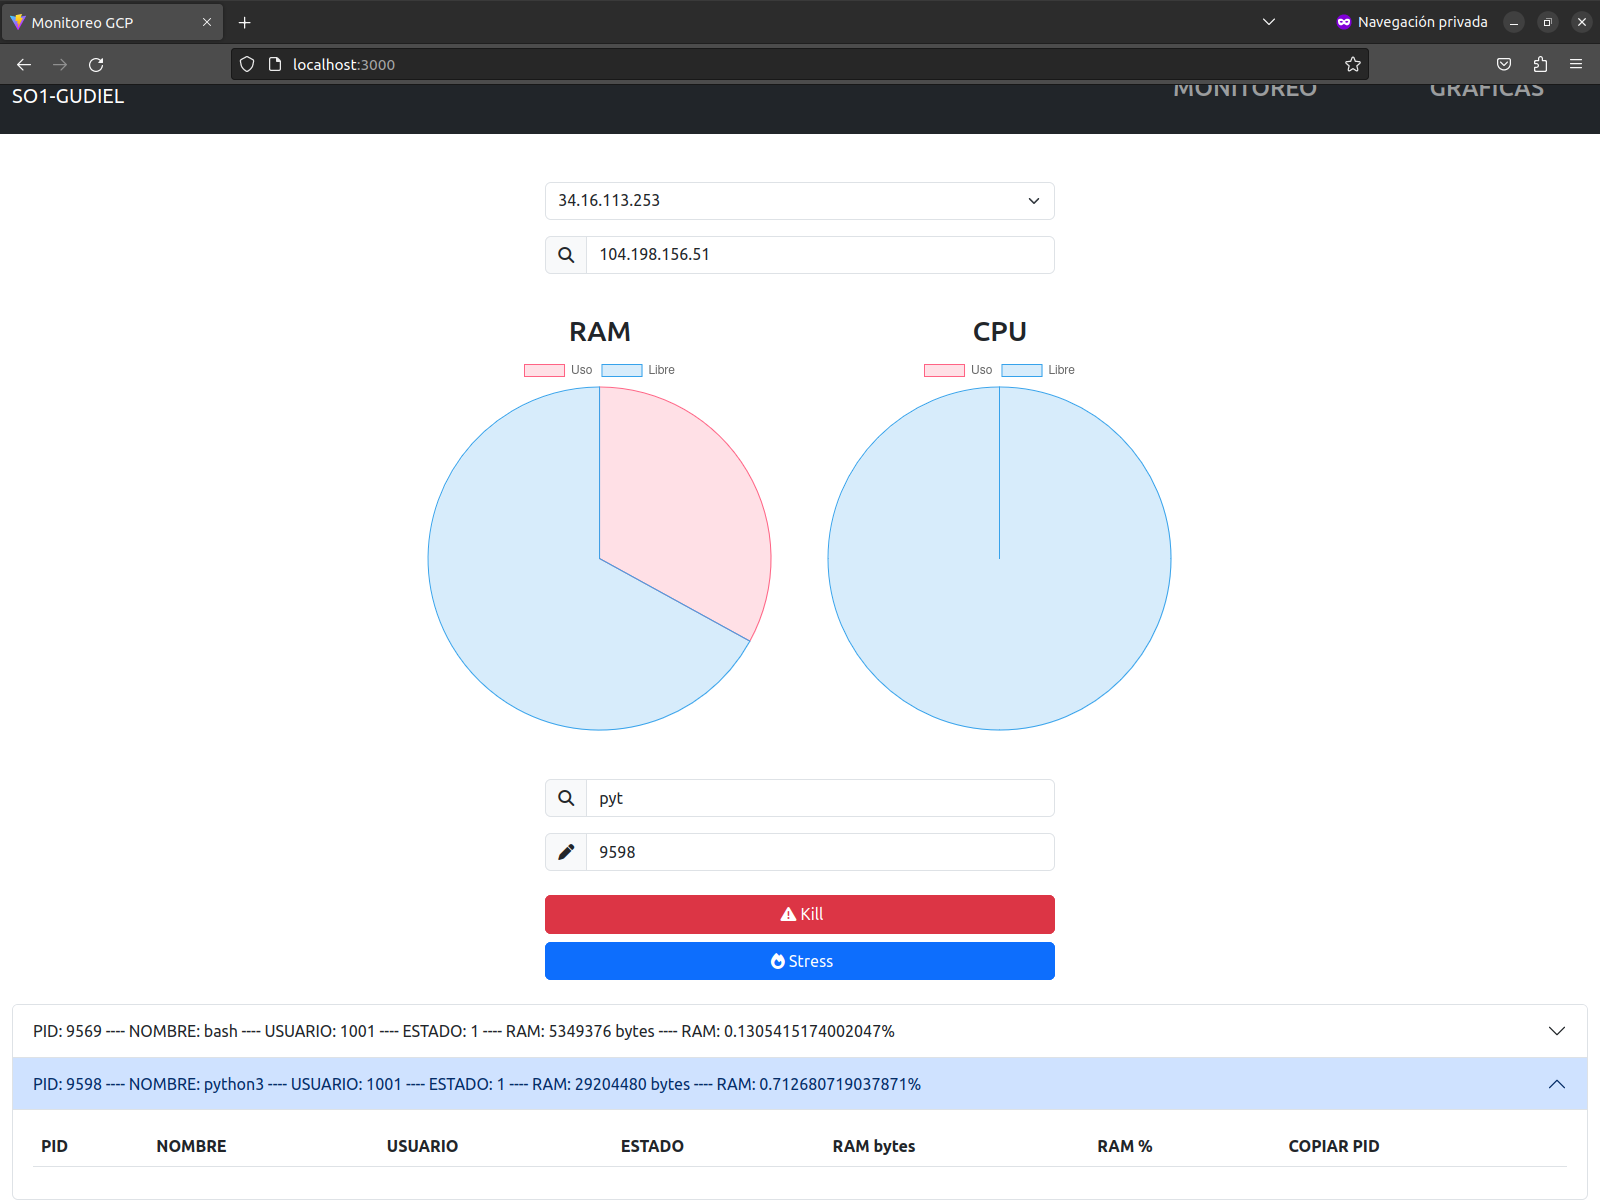 Monitoreo GCP
Navegación privada
localhost:3000
SO1-GUDIEL
MONITOREO
GRAFICAS
34.16.113.253
104.198.156.51
RAM
CPU
Uso
Libre
Uso
Libre
pyt
9598
Kill
Stress
PID: 9569 ---- NOMBRE: bash ---- USUARIO: 1001 ---- ESTADO: 1 ---- RAM: 5349376 bytes ---- RAM: 0.1305415174002047%
PID: 9598 ---- NOMBRE: python3 ---- USUARIO: 1001 ---- ESTADO: 1 ---- RAM: 29204480 bytes ---- RAM: 0.712680719037871%
PID NOMBRE USUARIO ESTADO RAM bytes RAM % COPIAR PID